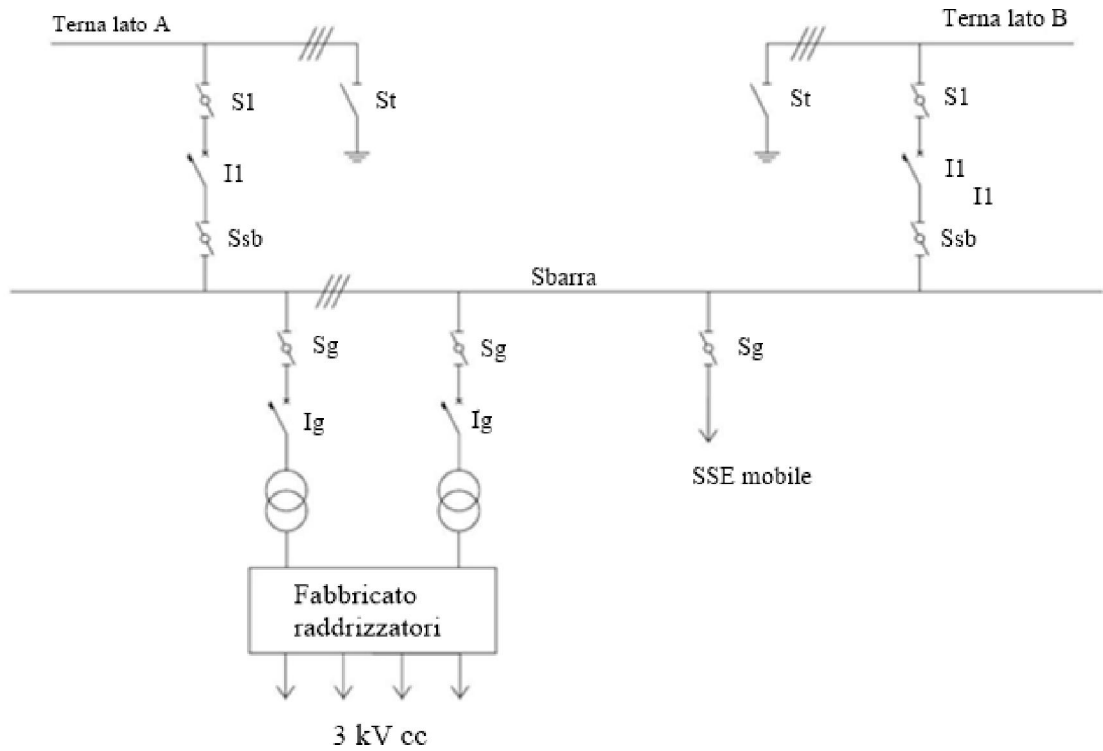 Terna lato A
Terna lato B
S1
St
St
S1
I1
I1
I1
Ssb
Ssb
Sbarra
Sg
Sg
Sg
Ig
Ig
SSE mobile
Fabbricato
raddrizzatori
3 kV cc